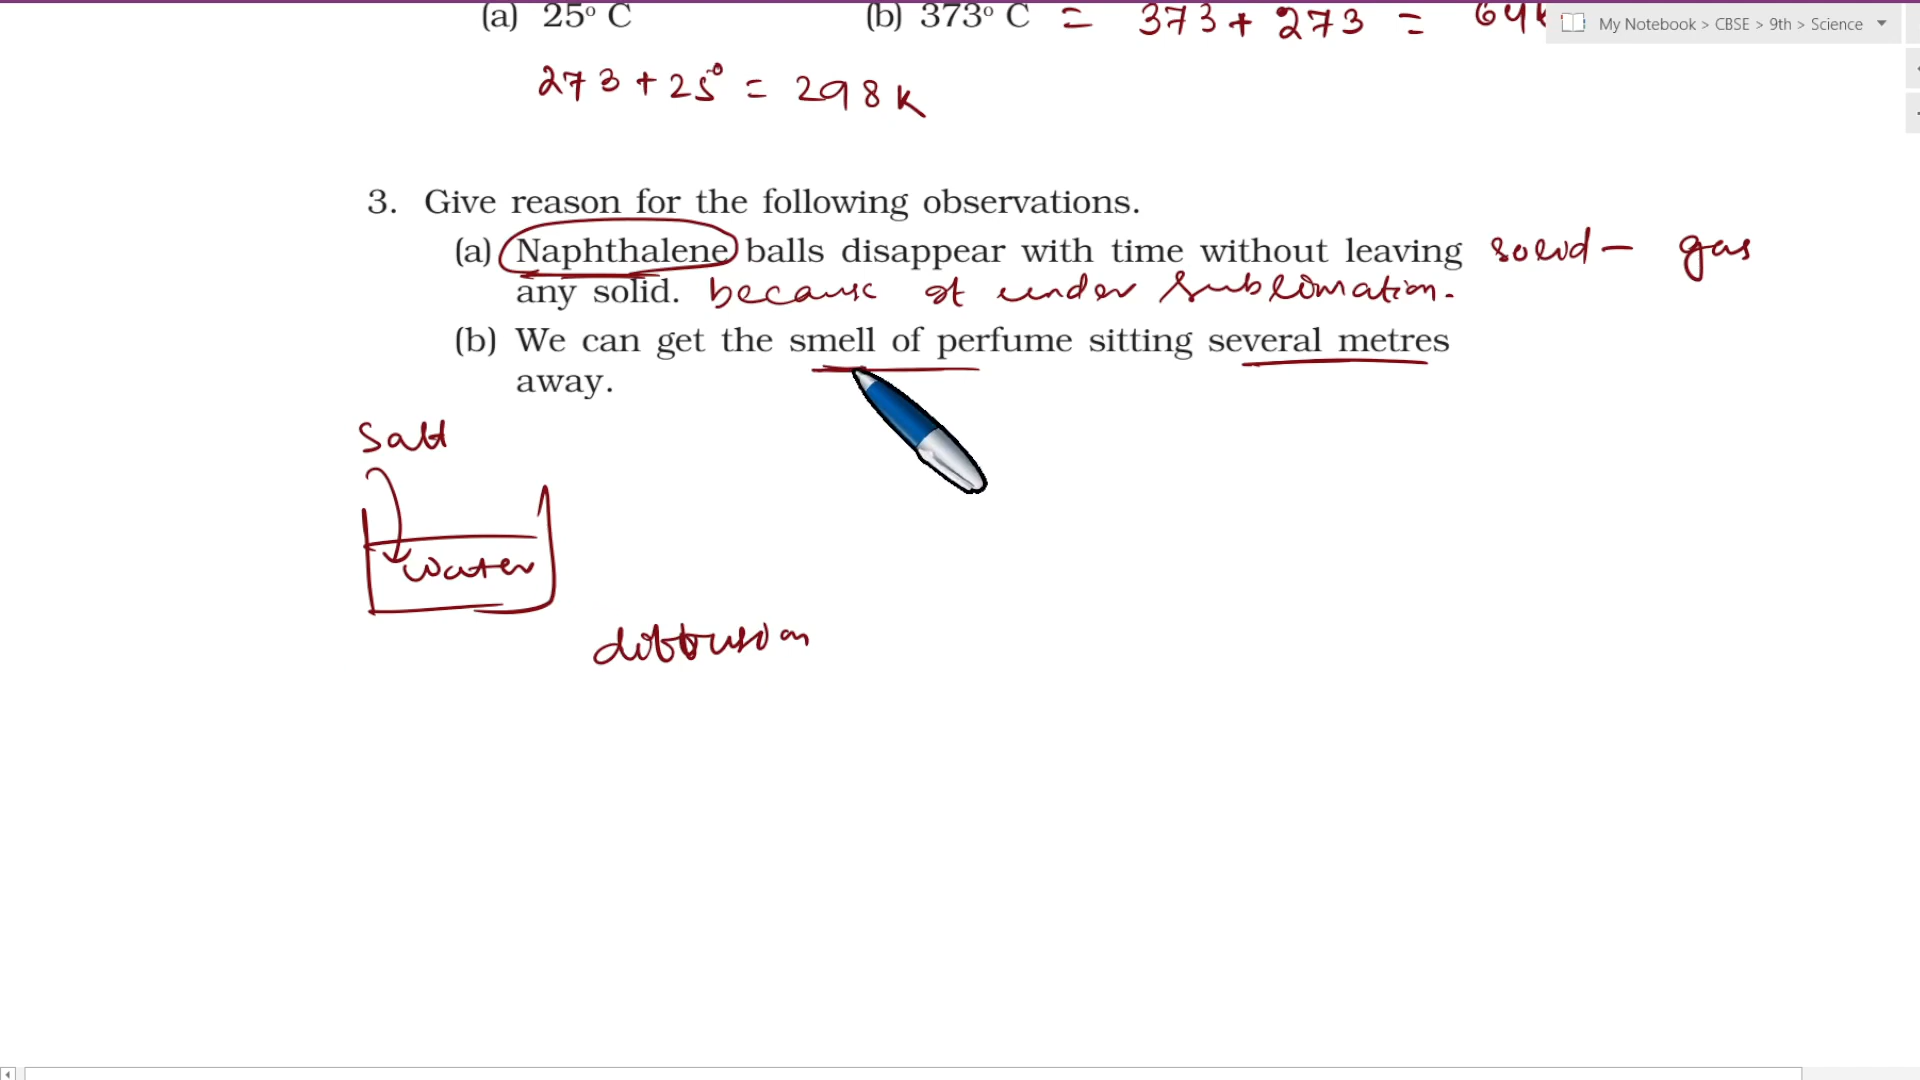 (a) 25° C (b) 373° C = 373 + 273 =
My Notebook > CBSE > 9th > Science
273 + 25° = 298 K
3. Give reason for the following observations.
(a) Naphthalene balls disappear with time without leaving solid - gas
any solid. because it under sublimation.
(b) We can get the smell of perfume sitting several metres
away.
Salt
water
diffusion